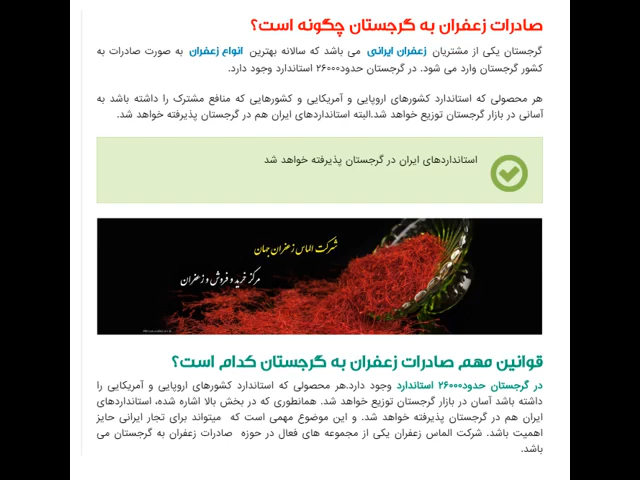 صادرات زعفران به گرجستان چگونه است؟
گرجستان یکی از مشتریان زعفران ایرانی می باشد که سالانه بهترین انواع زعفران به صورت صادرات به
کشور گرجستان وارد می شود. در گرجستان حدود۲۶۰۰۰ استاندارد وجود دارد.
هر محصولی که استاندارد کشورهای اروپایی و آمریکایی و کشورهایی که منافع مشترک را داشته باشد به
آسانی در بازار گرجستان توزیع خواهد شد.البته استانداردهای ایران هم در گرجستان پذیرفته خواهد شد.
استانداردهای ایران در گرجستان پذیرفته خواهد شد
شرکت الماس زعفران جهان
مرکز خرید و فروش و زعفران
قوانین مهم صادرات زعفران به گرجستان کدام است؟
در گرجستان حدود۲۶۰۰۰ استاندارد وجود دارد.هر محصولی که استاندارد کشورهای اروپایی و آمریکایی را
داشته باشد آسان در بازار گرجستان توزیع خواهد شد. همانطوری که در بخش بالا اشاره شده، استانداردهای
ایران هم در گرجستان پذیرفته خواهد شد. و این موضوع مهمی است که میتواند برای تجار ایرانی حایز
اهمیت باشد. شرکت الماس زعفران یکی از مجموعه های فعال در حوزه صادرات زعفران به گرجستان می
باشد.